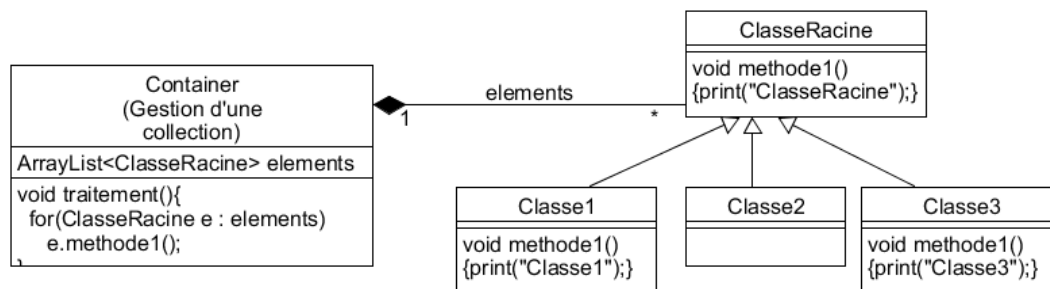 Container
(Gestion d'une
collection)
ArrayList<ClasseRacine> elements
void traitement(){
for(ClasseRacine e : elements)
e.methode1();
}
1
elements
*
ClasseRacine
void methode1()
{print("ClasseRacine");}
Classe1
void methode1()
{print("Classe1");}
Classe2
Classe3
void methode1()
{print("Classe3");}